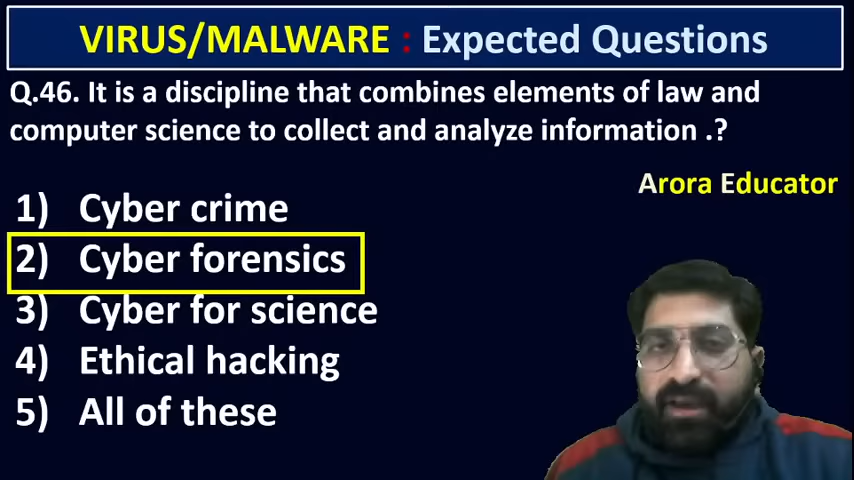 VIRUS/MALWARE : Expected Questions
Q.46. It is a discipline that combines elements of law and
computer science to collect and analyze information .?
Arora Educator
1) Cyber crime
2) Cyber forensics
3) Cyber for science
4) Ethical hacking
5) All of these